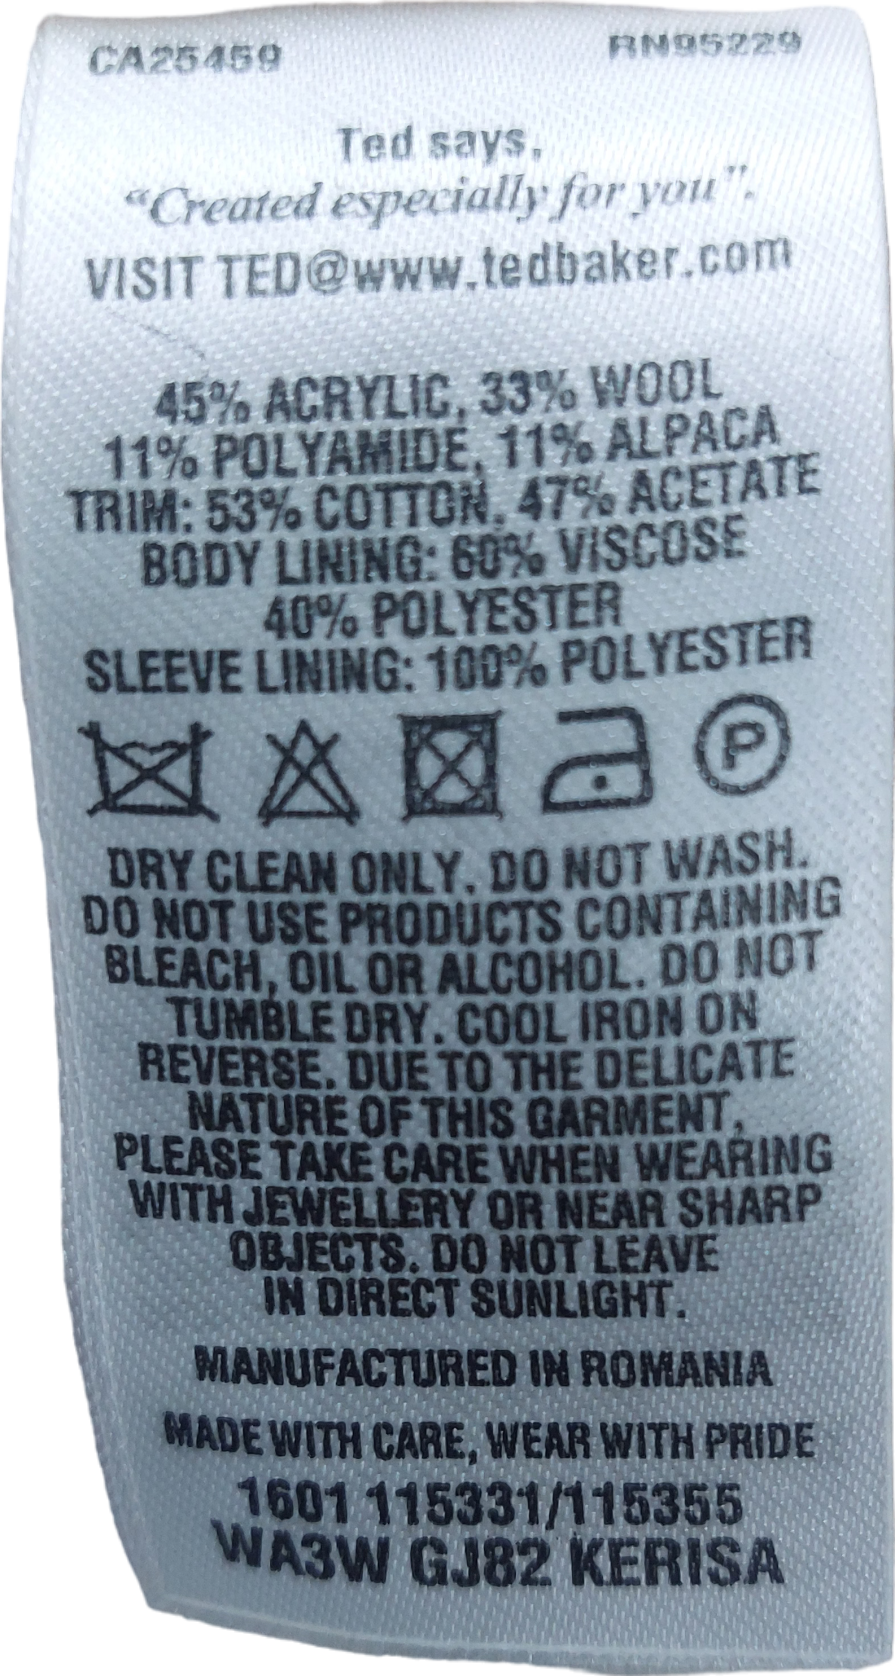 CA25459 RN95229
Ted says,
“Created especially for you”.
VISIT TED@www.tedbaker.com
45% ACRYLIC, 33% WOOL
11% POLYAMIDE, 11% ALPACA
TRIM: 53% COTTON, 47% ACETATE
BODY LINING: 60% VISCOSE
40% POLYESTER
SLEEVE LINING: 100% POLYESTER
P
DRY CLEAN ONLY. DO NOT WASH.
DO NOT USE PRODUCTS CONTAINING
BLEACH, OIL OR ALCOHOL. DO NOT
TUMBLE DRY. COOL IRON ON
REVERSE. DUE TO THE DELICATE
NATURE OF THIS GARMENT,
PLEASE TAKE CARE WHEN WEARING
WITH JEWELLERY OR NEAR SHARP
OBJECTS. DO NOT LEAVE
IN DIRECT SUNLIGHT.
MANUFACTURED IN ROMANIA
MADE WITH CARE, WEAR WITH PRIDE
1601 115331/115355
WA3W GJ82 KERISA